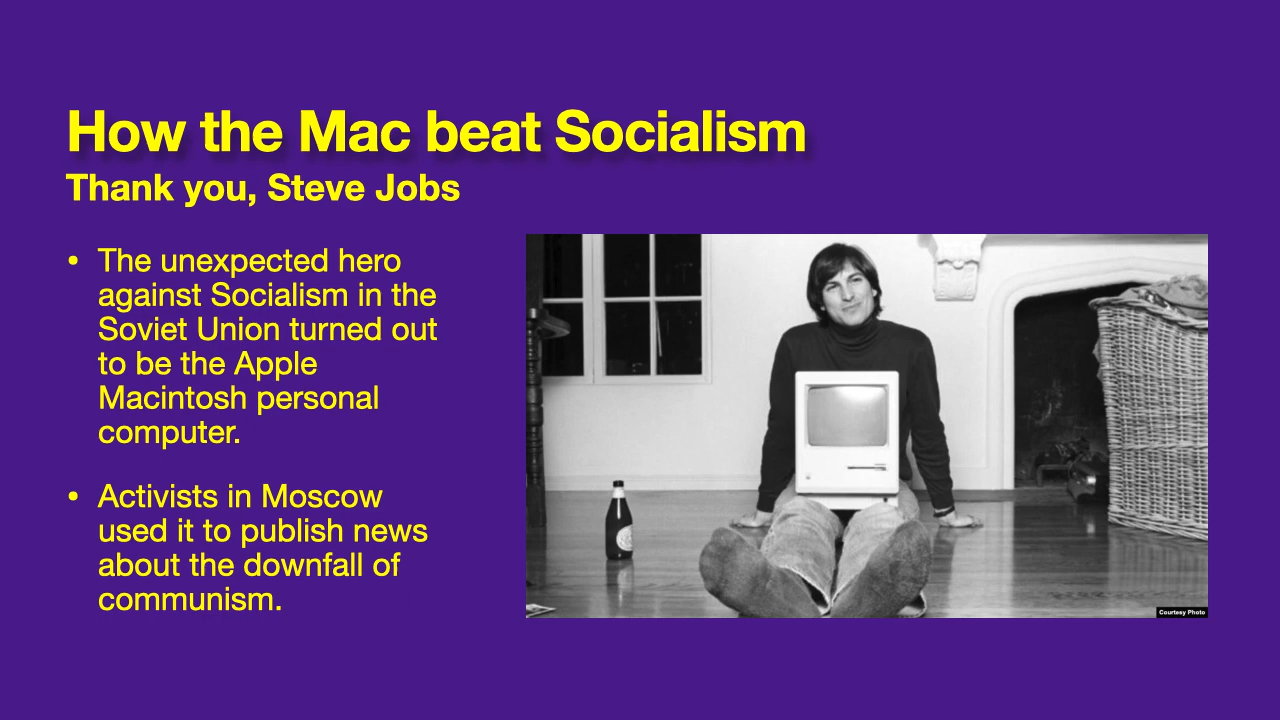 How the Mac beat Socialism
Thank you, Steve Jobs
• The unexpected hero
against Socialism in the
Soviet Union turned out
to be the Apple
Macintosh personal
computer.
• Activists in Moscow
used it to publish news
about the downfall of
communism.
Courtesy Photo